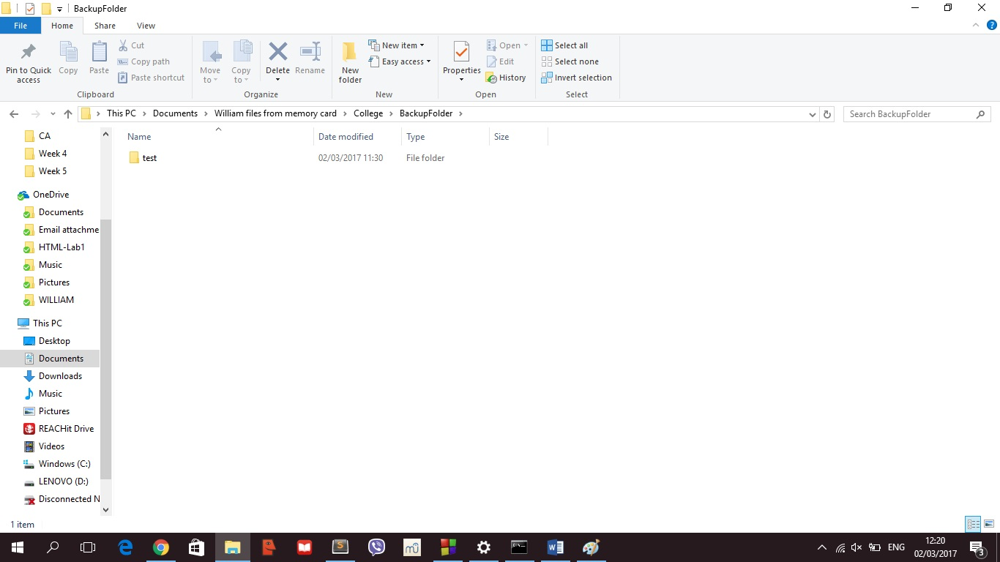 BackupFolder
File Home Share View
Pin to Quick access
Copy
Paste
Cut
Copy path
Paste shortcut
Clipboard
Move to
Copy to
Delete
Rename
Organize
New folder
New item
Easy access
New
Properties
Open
Edit
History
Open
Select all
Select none
Invert selection
Select
This PC Documents William files from memory card College BackupFolder
Search BackupFolder
Name Date modified Type Size
test 02/03/2017 11:30 File folder
CA
Week 4
Week 5
OneDrive
Documents
Email attachme
HTML-Lab1
Music
Pictures
WILLIAM
This PC
Desktop
Documents
Downloads
Music
Pictures
REACHit Drive
Videos
Windows (C:)
LENOVO (D:)
Disconnected N
1 item
ENG
12:20
02/03/2017
3